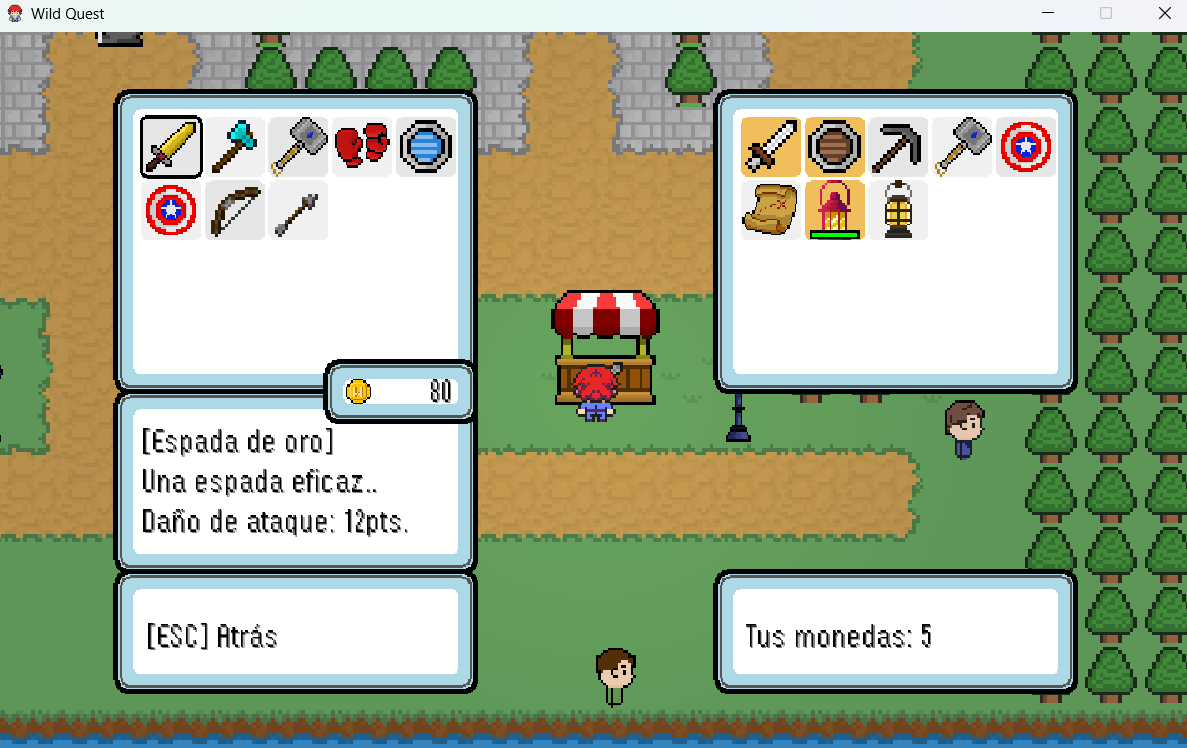 Wild Quest
80
[Espada de oro]
Una espada eficaz..
Daño de ataque: 12pts.
[ESC] Atrás
Tus monedas: 5